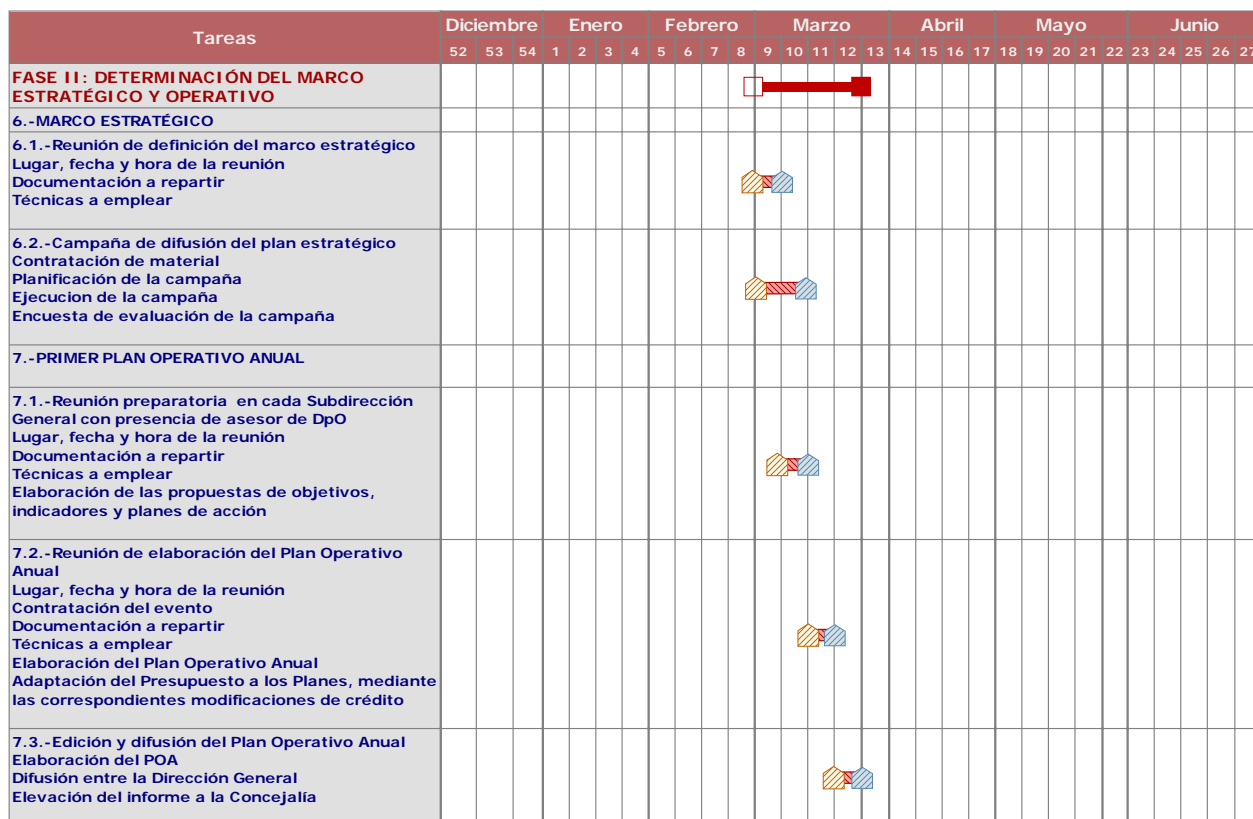 Tareas
Diciembre Enero Febrero Marzo Abril Mayo Junio
52 53 54 1 2 3 4 5 6 7 8 9 10 11 12 13 14 15 16 17 18 19 20 21 22 23 24 25 26 27
FASE II: DETERMINACIÓN DEL MARCO
ESTRATÉGICO Y OPERATIVO
6.-MARCO ESTRATÉGICO
6.1.-Reunión de definición del marco estratégico
Lugar, fecha y hora de la reunión
Documentación a repartir
Técnicas a emplear
6.2.-Campaña de difusión del plan estratégico
Contratación de material
Planificación de la campaña
Ejecucion de la campaña
Encuesta de evaluación de la campaña
7.-PRIMER PLAN OPERATIVO ANUAL
7.1.-Reunión preparatoria en cada Subdirección
General con presencia de asesor de DpO
Lugar, fecha y hora de la reunión
Documentación a repartir
Técnicas a emplear
Elaboración de las propuestas de objetivos,
indicadores y planes de acción
7.2.-Reunión de elaboración del Plan Operativo
Anual
Lugar, fecha y hora de la reunión
Contratación del evento
Documentación a repartir
Técnicas a emplear
Elaboración del Plan Operativo Anual
Adaptación del Presupuesto a los Planes, mediante
las correspondientes modificaciones de crédito
7.3.-Edición y difusión del Plan Operativo Anual
Elaboración del POA
Difusión entre la Dirección General
Elevación del informe a la Concejalía